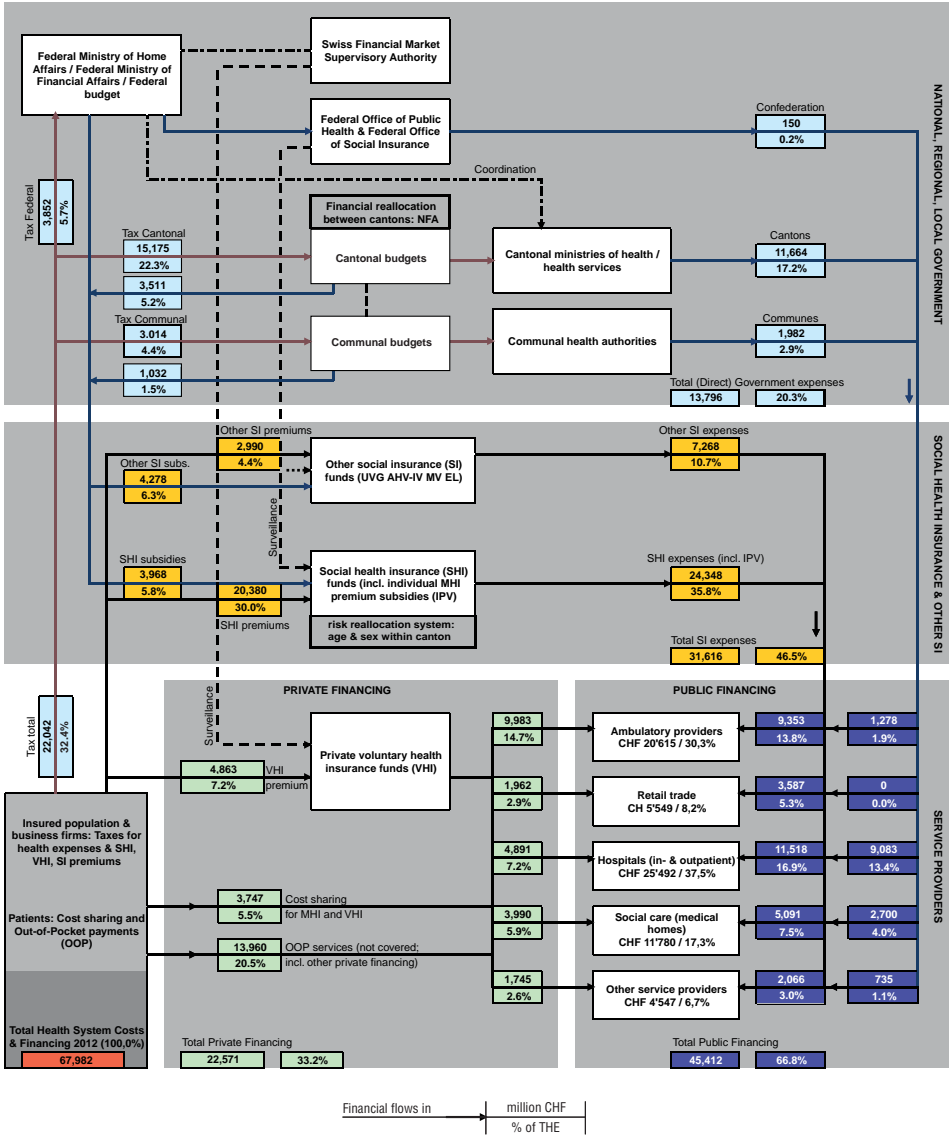 Federal Ministry of Home
Affairs / Federal Ministry of
Financial Affairs / Federal
budget
Swiss Financial Market
Supervisory Authority
Federal Office of Public
Health & Federal Office
of Social Insurance
Confederation
150
0.2%
Coordination
Tax Federal
3,852
5.7%
Financial reallocation
between cantons: NFA
Tax Cantonal
15,175
22.3%
Cantonal budgets
Cantonal ministries of health /
health services
Cantons
11,664
17.2%
3,511
5.2%
Tax Communal
3.014
4.4%
Communal budgets
Communal health authorities
Communes
1,982
2.9%
1,032
1.5%
Total (Direct) Government expenses
13,796
20.3%
NATIONAL, REGIONAL, LOCAL GOVERNMENT
Other SI premiums
2,990
4.4%
Other SI subs.
4,278
6.3%
Other social insurance (SI)
funds (UVG AHV-IV MV EL)
Other SI expenses
7,268
10.7%
Surveillance
SHI subsidies
3,968
5.8%
20,380
30.0%
SHI premiums
Social health insurance (SHI)
funds (incl. individual MHI
premium subsidies (IPV)
risk reallocation system:
age & sex within canton
SHI expenses (incl. IPV)
24,348
35.8%
Total SI expenses
31,616
46.5%
SOCIAL HEALTH INSURANCE & OTHER SI
Tax total
22,042
32.4%
PRIVATE FINANCING
PUBLIC FINANCING
Surveillance
4,863
7.2%
VHI
premium
Private voluntary health
insurance funds (VHI)
9,983
14.7%
Ambulatory providers
CHF 20'615 / 30,3%
9,353
13.8%
1,278
1.9%
1,962
2.9%
Retail trade
CH 5'549 / 8,2%
3,587
5.3%
0
0.0%
4,891
7.2%
Hospitals (in- & outpatient)
CHF 25'492 / 37,5%
11,518
16.9%
9,083
13.4%
3,990
5.9%
Social care (medical
homes)
CHF 11'780 / 17,3%
5,091
7.5%
2,700
4.0%
1,745
2.6%
Other service providers
CHF 4'547 / 6,7%
2,066
3.0%
735
1.1%
SERVICE PROVIDERS
Insured population &
business firms: Taxes for
health expenses & SHI,
VHI, SI premiums
Patients: Cost sharing and
Out-of-Pocket payments
(OOP)
3,747
5.5%
Cost sharing
for MHI and VHI
13,960
20.5%
OOP services (not covered;
incl. other private financing)
Total Health System Costs
& Financing 2012 (100,0%)
67,982
Total Private Financing
22,571
33.2%
Total Public Financing
45,412
66.8%
Financial flows in
million CHF
% of THE